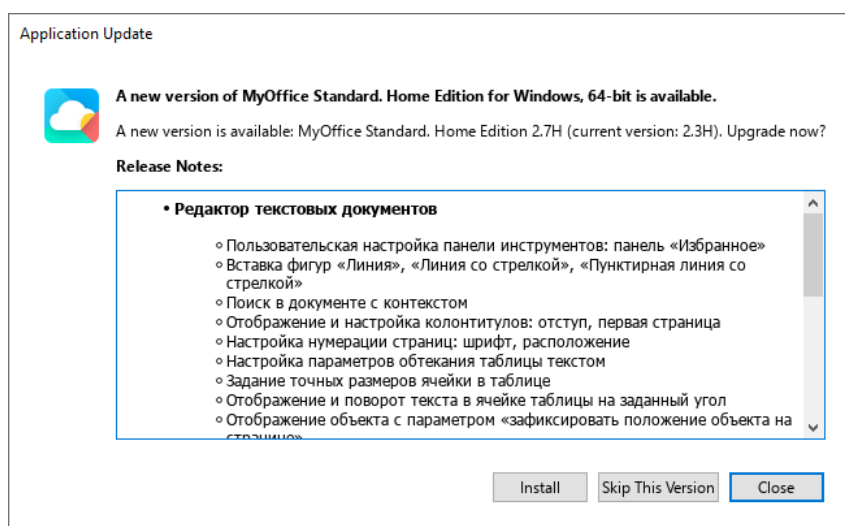 Application Update
A new version of MyOffice Standard. Home Edition for Windows, 64-bit is available.
A new version is available: MyOffice Standard. Home Edition 2.7H (current version: 2.3H). Upgrade now?
Release Notes:
• Редактор текстовых документов
○ Пользовательская настройка панели инструментов: панель «Избранное»
○ Вставка фигур «Линия», «Линия со стрелкой», «Пунктирная линия со
стрелкой»
○ Поиск в документе с контекстом
○ Отображение и настройка колонтитулов: отступ, первая страница
○ Настройка нумерации страниц: шрифт, расположение
○ Настройка параметров обтекания таблицы текстом
○ Задание точных размеров ячейки в таблице
○ Отображение и поворот текста в ячейке таблицы на заданный угол
○ Отображение объекта с параметром «зафиксировать положение объекта на
странице»
Install
Skip This Version
Close